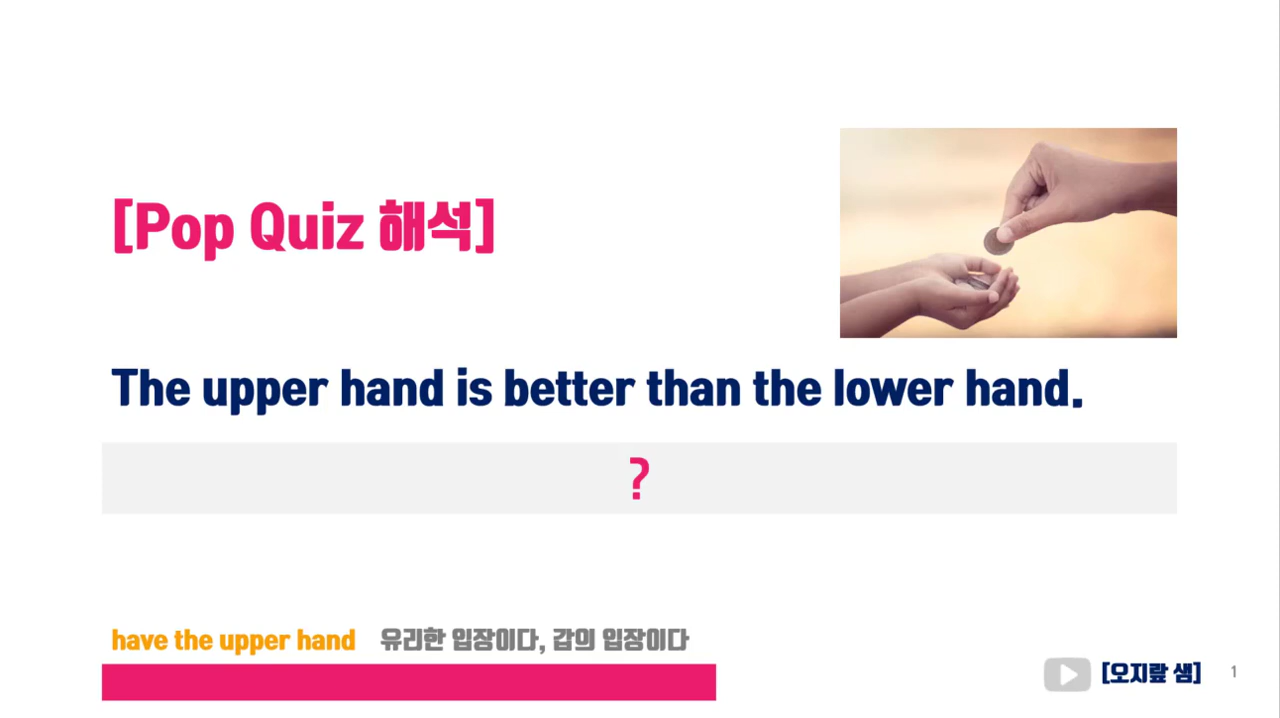 [Pop Quiz 해석]
The upper hand is better than the lower hand.
?
have the upper hand 유리한 입장이다, 갑의 입장이다
[오지랖 샘] 1